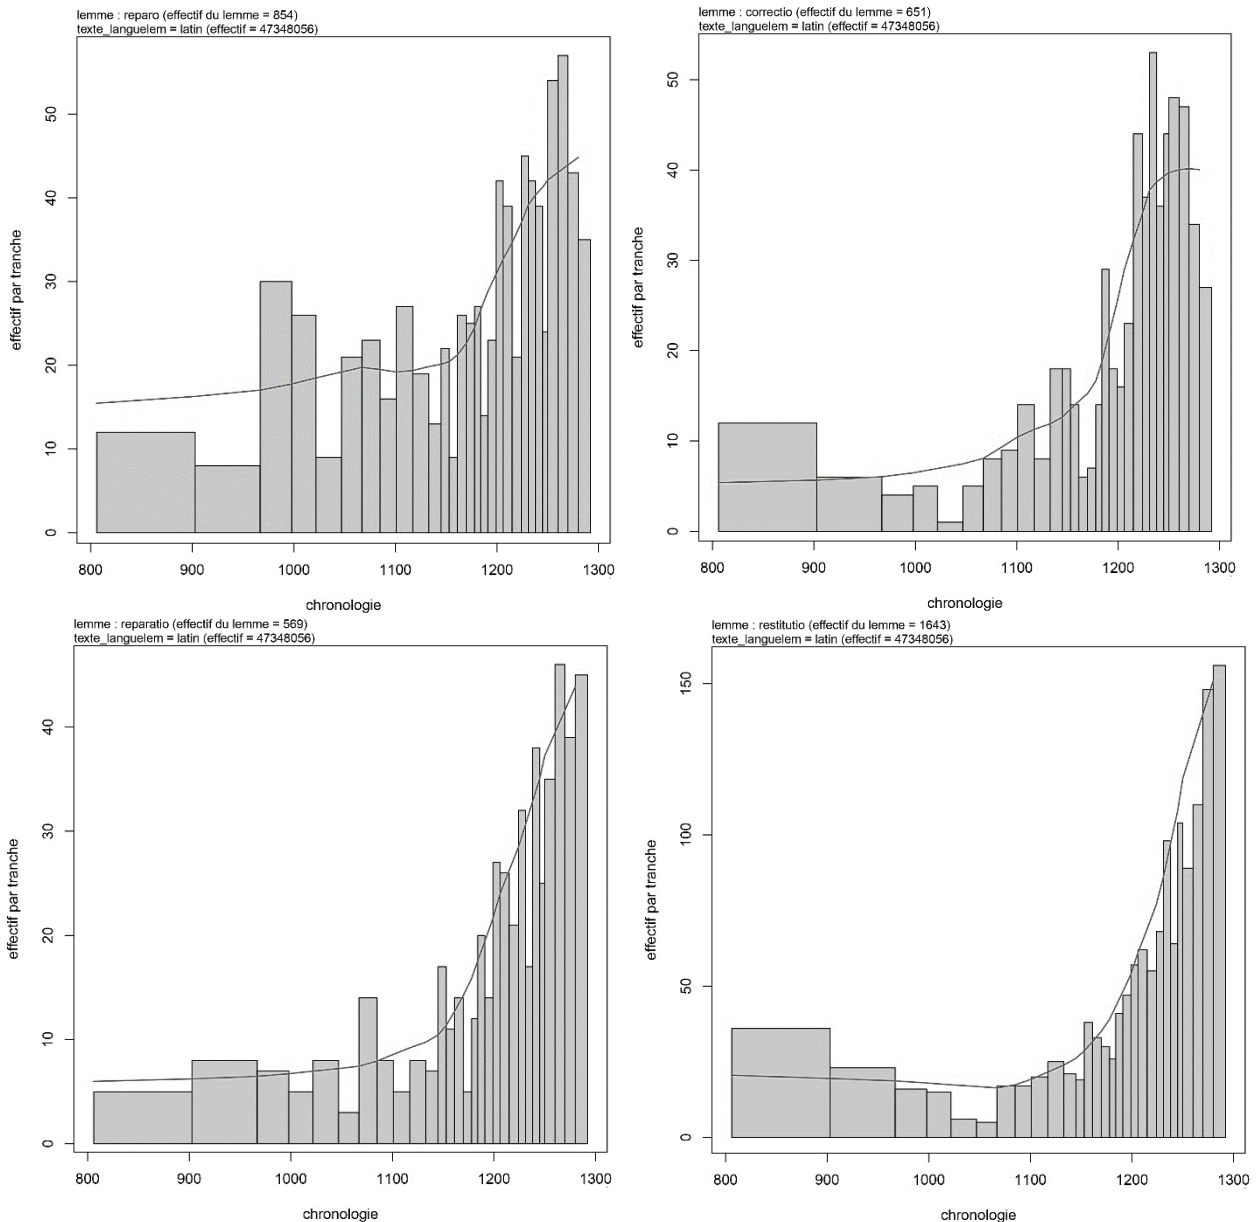 lemme : reparo (effectif du lemme = 854)
texte_languelem = latin (effectif = 47348056)
effectif par tranche
50
40
30
20
10
0
800 900 1000 1100 1200 1300
chronologie
lemme : correctio (effectif du lemme = 651)
texte_languelem = latin (effectif = 47348056)
effectif par tranche
50
40
30
20
10
0
800 900 1000 1100 1200 1300
chronologie
lemme : reparatio (effectif du lemme = 569)
texte_languelem = latin (effectif = 47348056)
effectif par tranche
40
30
20
10
0
800 900 1000 1100 1200 1300
chronologie
lemme : restitutio (effectif du lemme = 1643)
texte_languelem = latin (effectif = 47348056)
effectif par tranche
150
100
50
0
800 900 1000 1100 1200 1300
chronologie